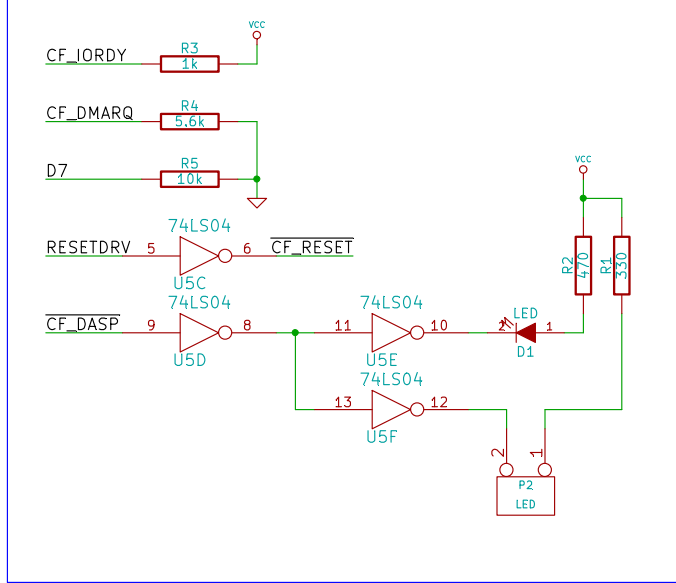 VCC
CF_IORDY
R3
1k
CF_DMARQ
R4
5,6k
D7
R5
10k
VCC
74LS04
RESETDRV
5
6
CF_RESET
U5C
R2
470
R1
330
74LS04
CF_DASP
9
8
U5D
74LS04
11
10
U5E
2
LED
1
D1
74LS04
13
12
U5F
2
1
P2
LED